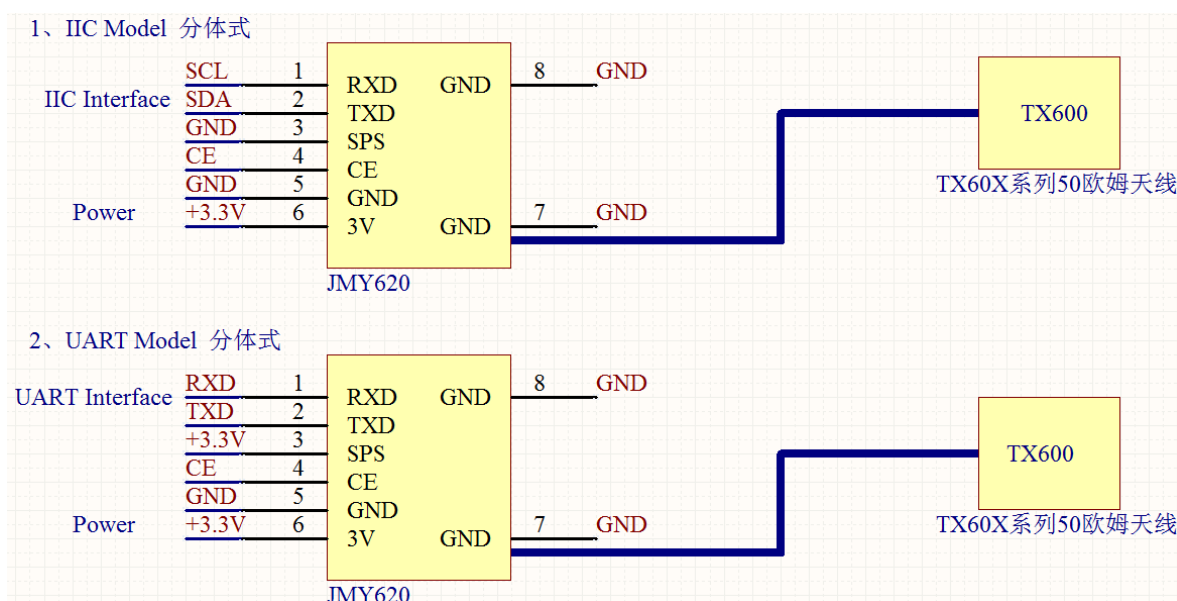 1、IIC Model 分体式
SCL 1 RXD GND 8 GND
IIC Interface SDA 2 TXD
GND 3 SPS
CE 4 CE
GND 5 GND
Power +3.3V 6 3V GND 7 GND
JMY620
TX600
TX60X系列50欧姆天线
2、UART Model 分体式
RXD 1 RXD GND 8 GND
UART Interface TXD 2 TXD
+3.3V 3 SPS
CE 4 CE
GND 5 GND
Power +3.3V 6 3V GND 7 GND
JMY620
TX600
TX60X系列50欧姆天线